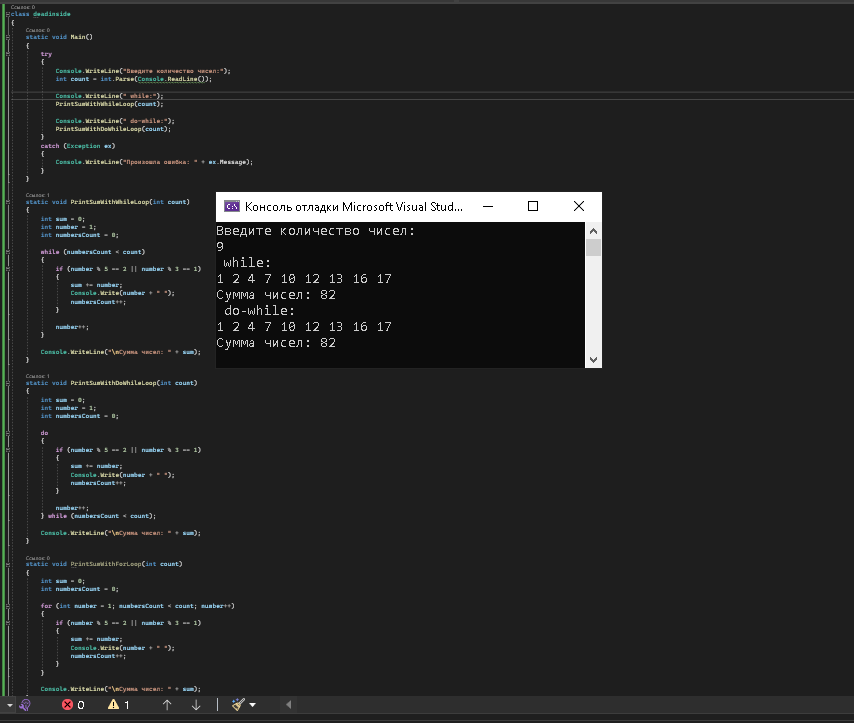 Ссылок: 0
class deadinside
{
Ссылок: 0
static void Main()
{
try
{
Console.WriteLine("Введите количество чисел:");
int count = int.Parse(Console.ReadLine());
Console.WriteLine(" while:");
PrintSumWithWhileLoop(count);
Console.WriteLine(" do-while:");
PrintSumWithDoWhileLoop(count);
}
catch (Exception ex)
{
Console.WriteLine("Произошла ошибка: " + ex.Message);
}
}
Ссылок: 1
static void PrintSumWithWhileLoop(int count)
{
int sum = 0;
int number = 1;
int numbersCount = 0;
while (numbersCount < count)
{
if (number % 5 == 2 || number % 3 == 1)
{
sum += number;
Console.Write(number + " ");
numbersCount++;
}
number++;
}
Console.WriteLine("\nСумма чисел: " + sum);
}
Ссылок: 1
static void PrintSumWithDoWhileLoop(int count)
{
int sum = 0;
int number = 1;
int numbersCount = 0;
do
{
if (number % 5 == 2 || number % 3 == 1)
{
sum += number;
Console.Write(number + " ");
numbersCount++;
}
number++;
} while (numbersCount < count);
Console.WriteLine("\nСумма чисел: " + sum);
}
Ссылок: 0
static void PrintSumWithForLoop(int count)
{
int sum = 0;
int numbersCount = 0;
for (int number = 1; numbersCount < count; number++)
{
if (number % 5 == 2 || number % 3 == 1)
{
sum += number;
Console.Write(number + " ");
numbersCount++;
}
}
Console.WriteLine("\nСумма чисел: " + sum);
C:\ Консоль отладки Microsoft Visual Stud...
Введите количество чисел:
9
while:
1 2 4 7 10 12 13 16 17
Сумма чисел: 82
do-while:
1 2 4 7 10 12 13 16 17
Сумма чисел: 82
0 1